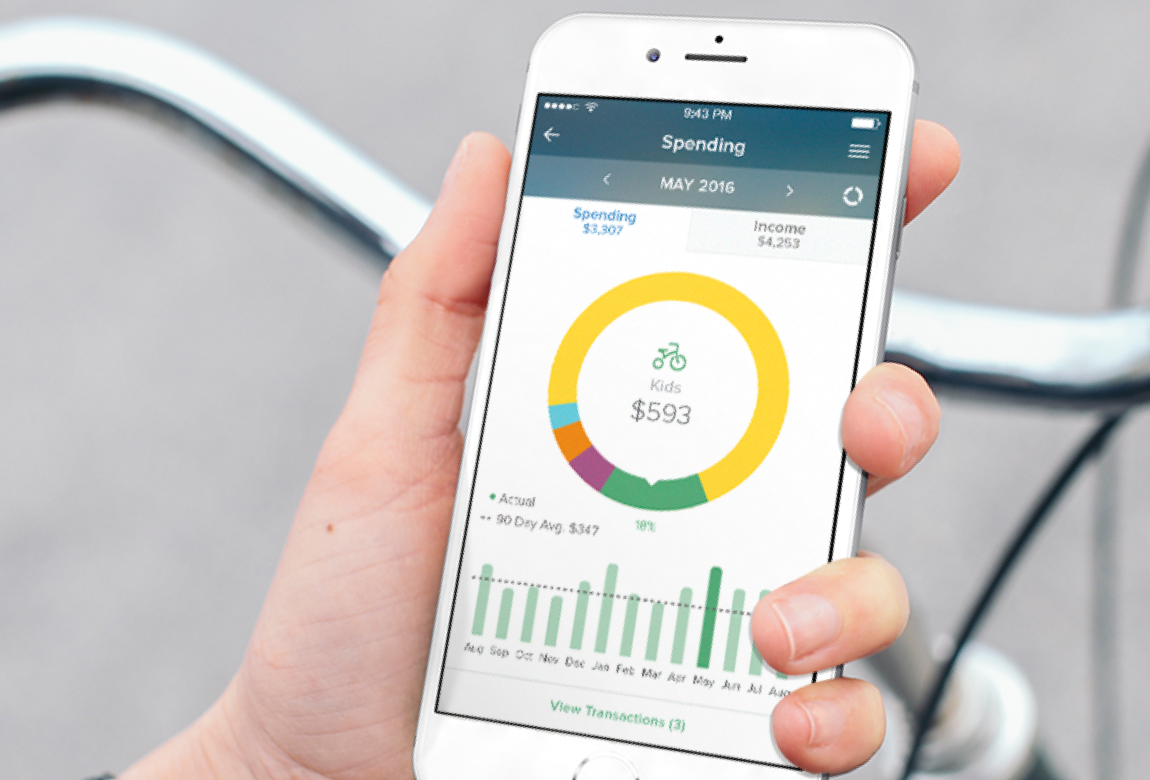 9:43 PM
Spending
MAY 2016
Spending
$3,307
Income
$4,253
Kids
$593
Actual
90 Day Avg. $347
18%
Aug Sep Oct Nov Dec Jan Feb Mar Apr May Jun Jul Aug
View Transactions (3)